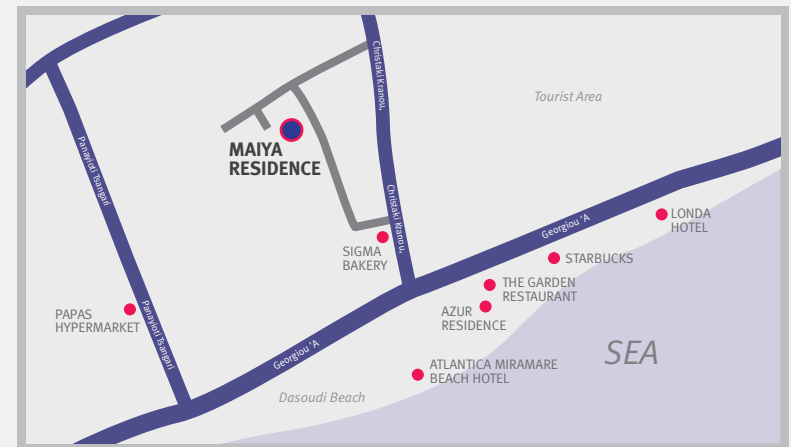 Christaki Kranou,
Tourist Area
Panayioti Tsangari
MAIYA
RESIDENCE
Christaki Kranou,
LONDA
HOTEL
Georgiou 'A
SIGMA
BAKERY
STARBUCKS
THE GARDEN
RESTAURANT
PAPAS
HYPERMARKET
Panayioti Tsangari
AZUR
RESIDENCE
Georgiou 'A
SEA
ATLANTICA MIRAMARE
BEACH HOTEL
Dasoudi Beach